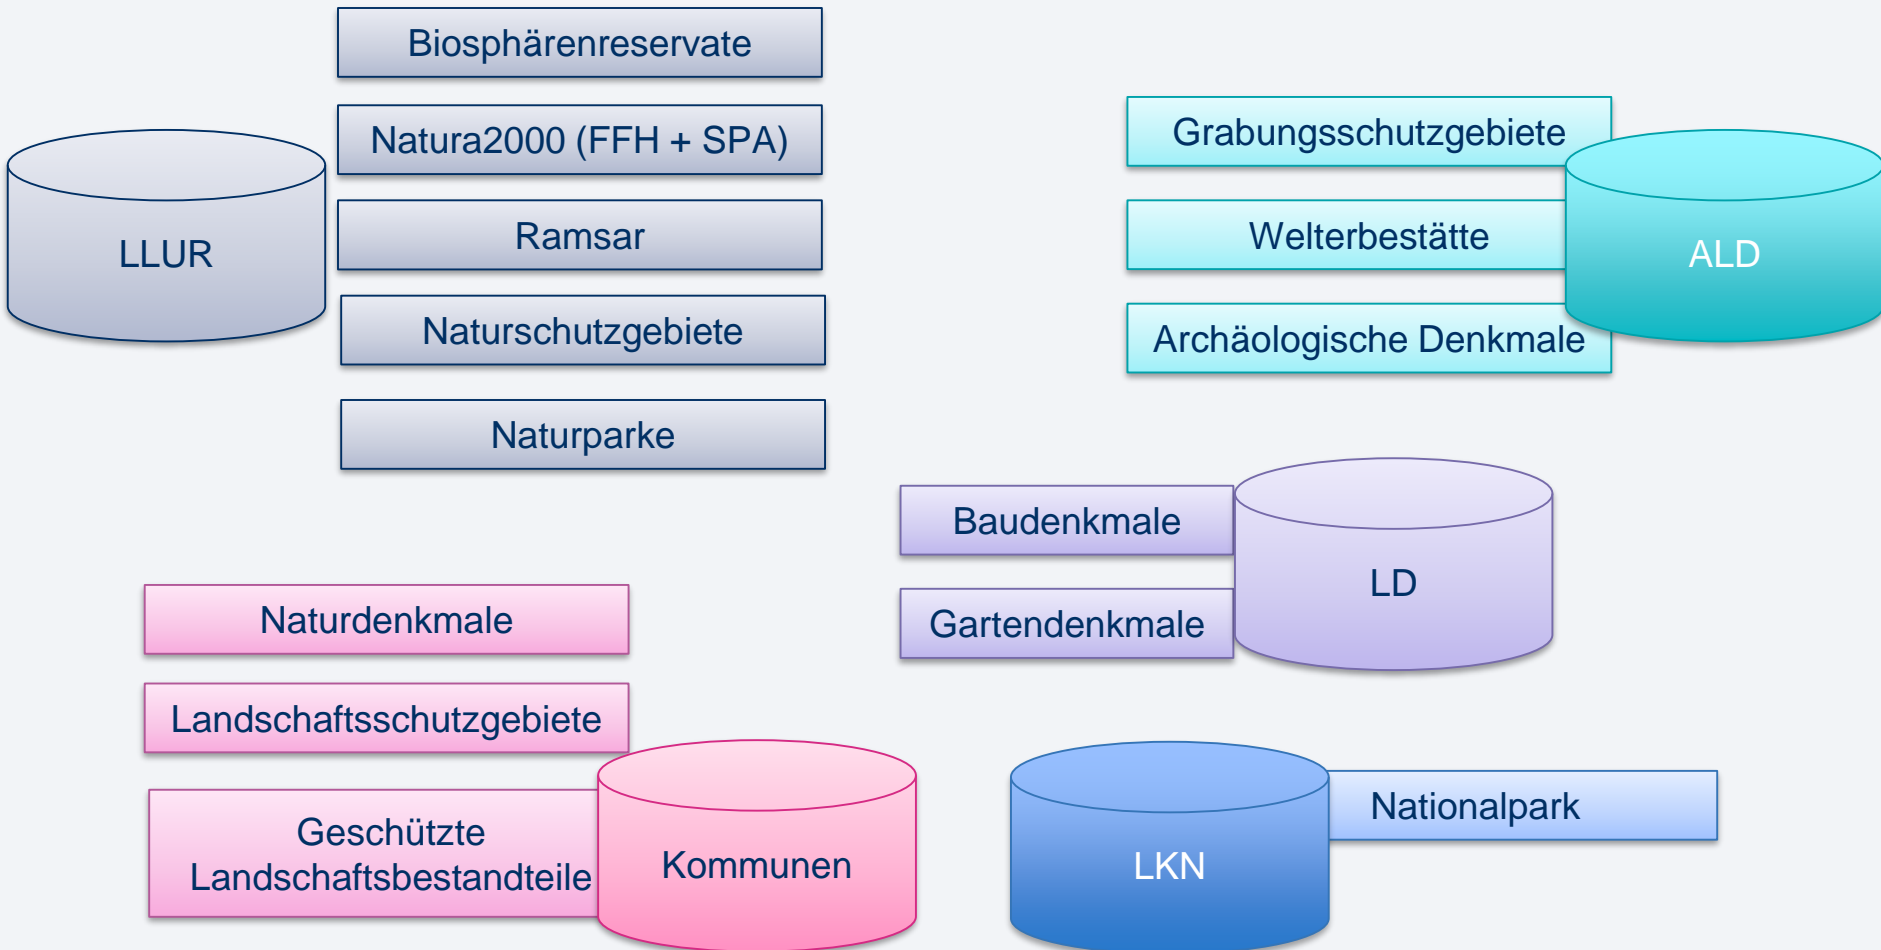 Biosphärenreservate
Natura2000 (FFH + SPA)
LLUR
Ramsar
Naturschutzgebiete
Naturparke
Grabungsschutzgebiete
Welterbestätte
ALD
Archäologische Denkmale
Baudenkmale
LD
Gartendenkmale
Naturdenkmale
Landschaftsschutzgebiete
Geschützte
Landschaftsbestandteile
Kommunen
LKN
Nationalpark